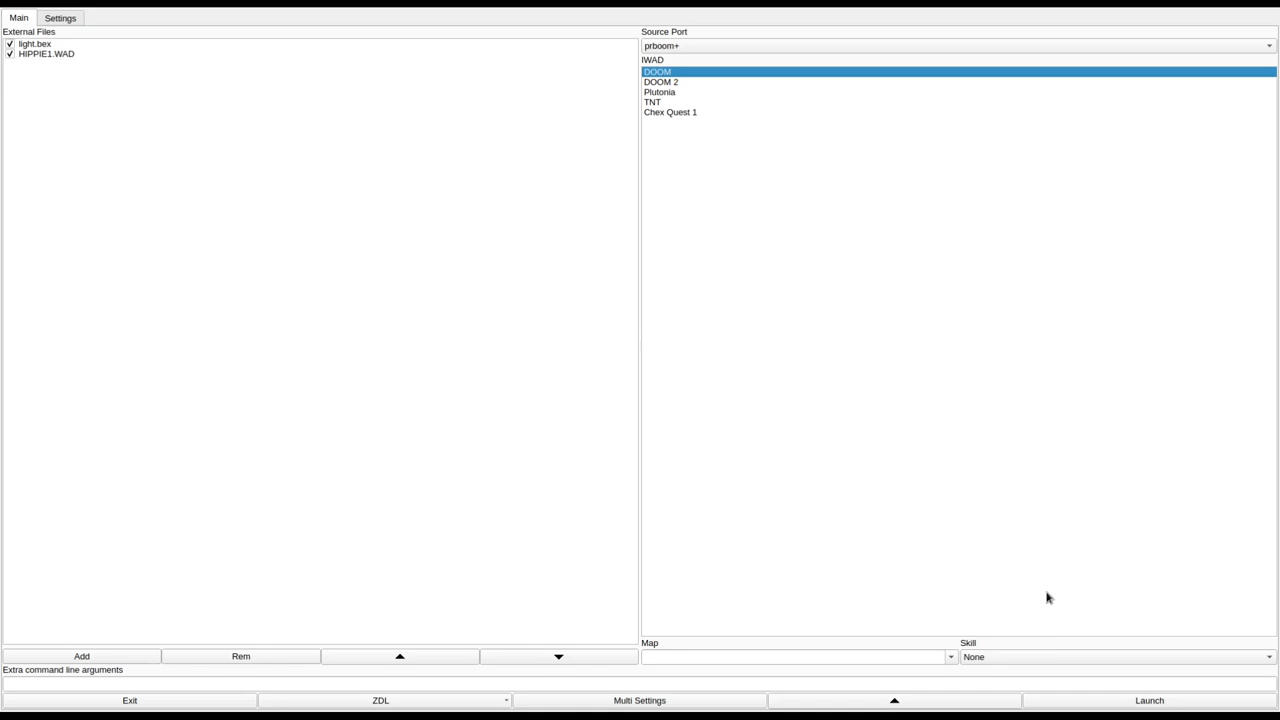 Main Settings
External Files
light.bex
HIPPIE1.WAD
Source Port
prboom+
IWAD
DOOM
DOOM 2
Plutonia
TNT
Chex Quest 1
Map Skill
None
Add Rem
Extra command line arguments
Exit ZDL Multi Settings Launch